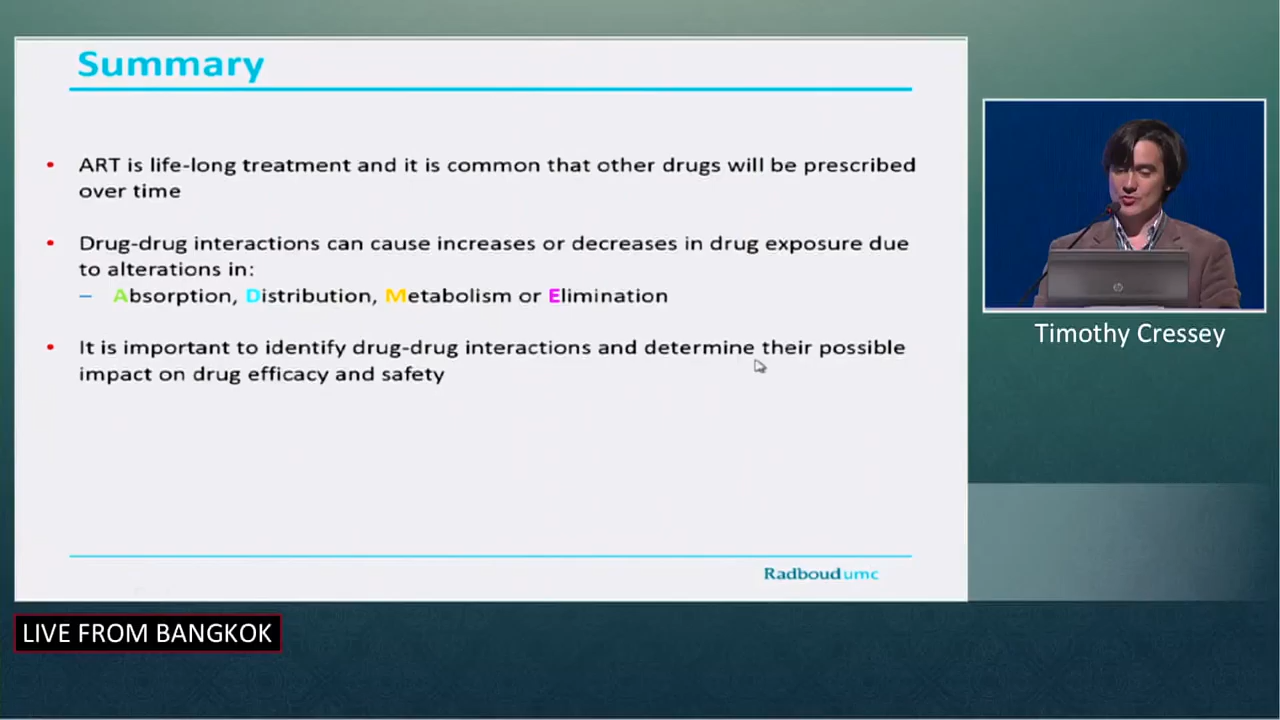 Summary
• ART is life-long treatment and it is common that other drugs will be prescribed
over time
• Drug-drug interactions can cause increases or decreases in drug exposure due
to alterations in:
– Absorption, Distribution, Metabolism or Elimination
• It is important to identify drug-drug interactions and determine their possible
impact on drug efficacy and safety
Radboudumc
Timothy Cressey
LIVE FROM BANGKOK